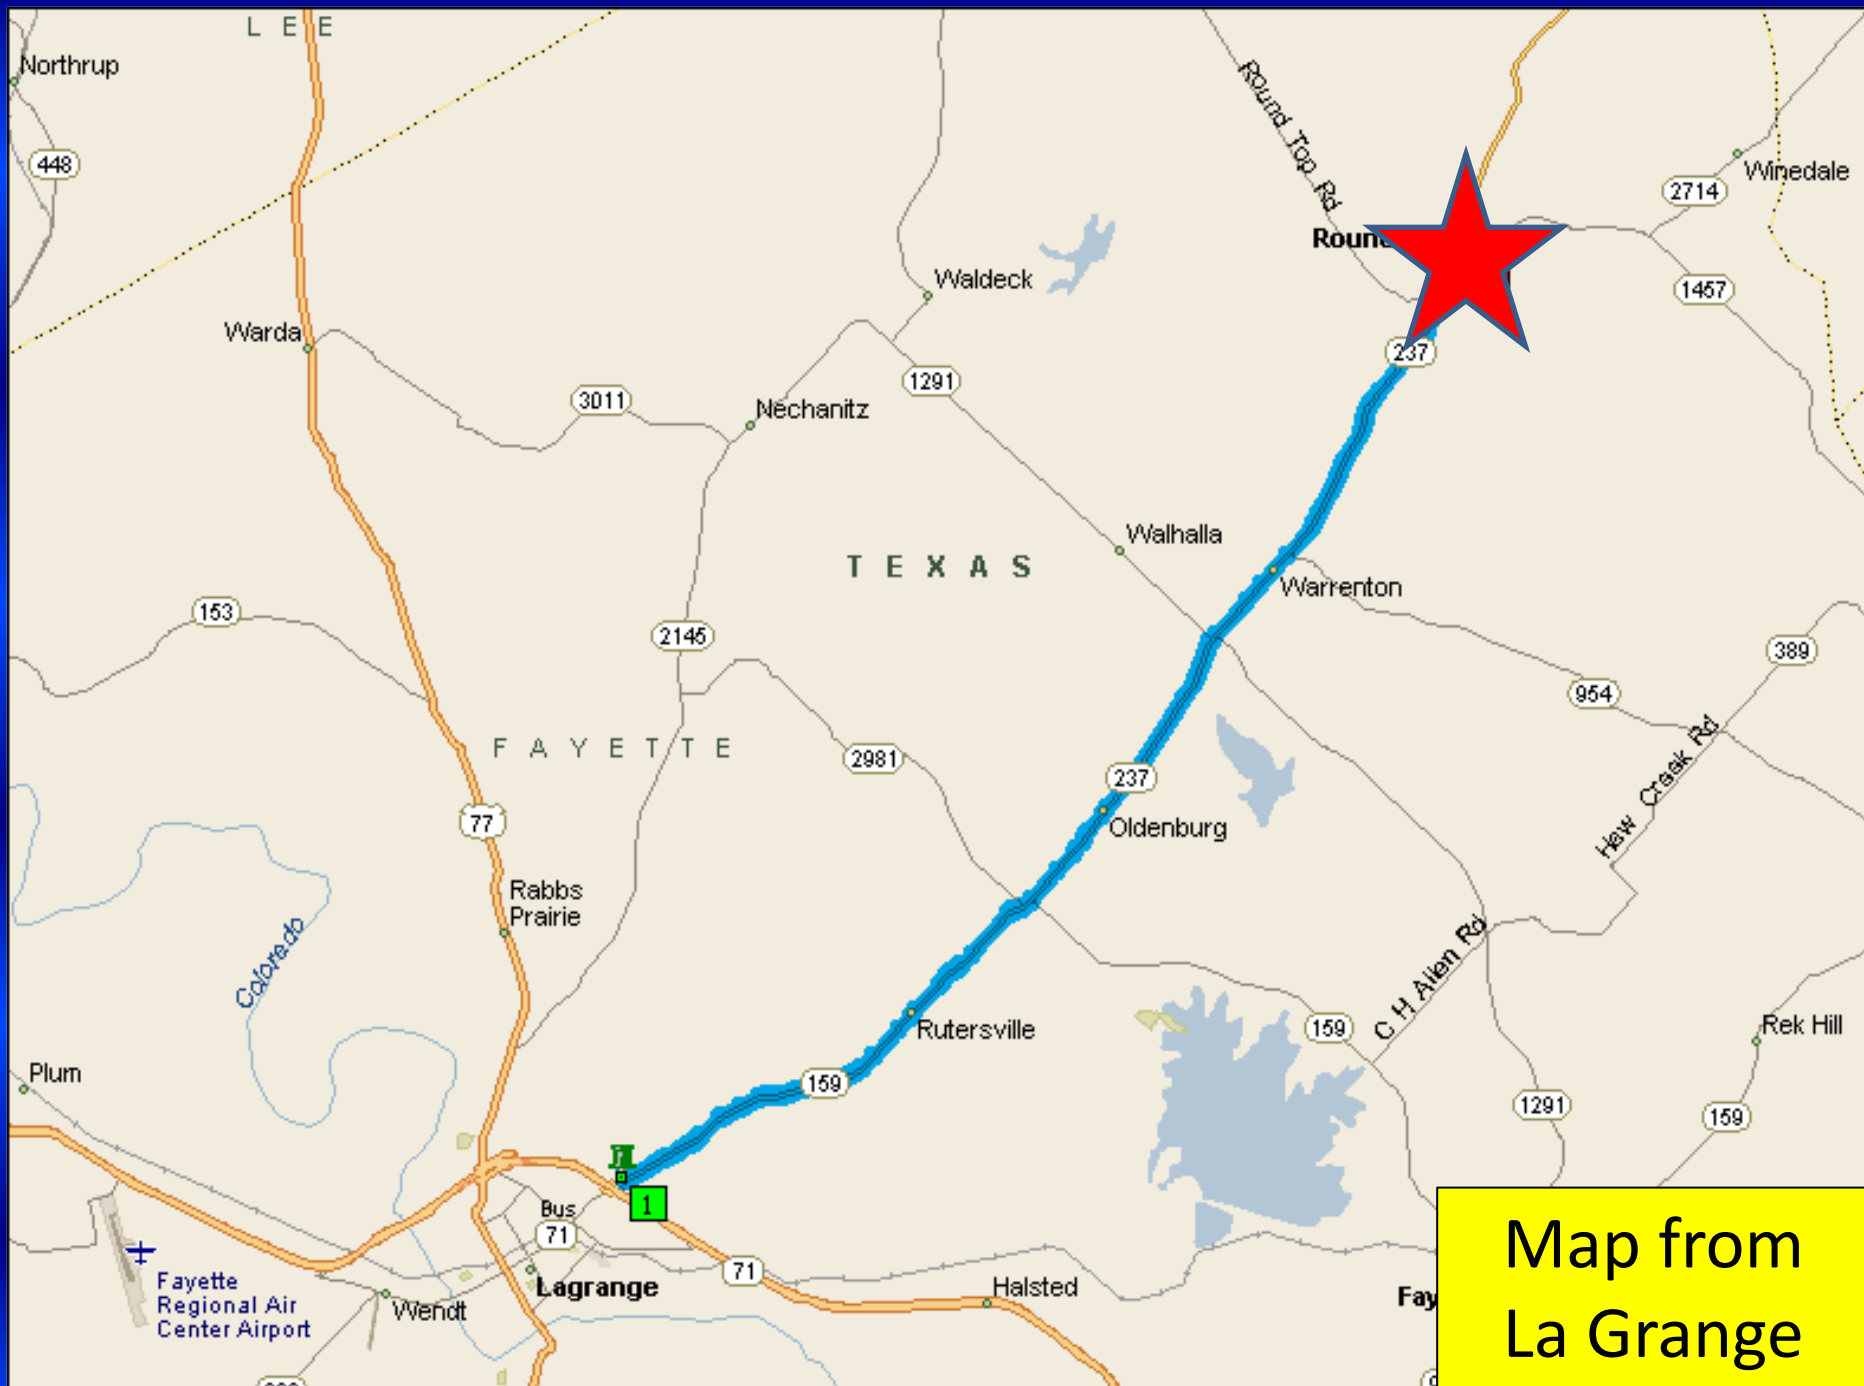 L E E
Northrup
448
Round Top Rd
Winedale
2714
Roun
Waldeck
1457
Warda
237
1291
3011
Nechanitz
Walhalla
T E X A S
Warrenton
153
2145
389
954
F A Y E T T E
2981
237
Haw Creek Rd
77
Oldenburg
Rabbs
Prairie
Colorado
C H Allen Rd
Rutersville
159
Rek Hill
Plum
159
1291
159
1
Bus
71
71
Fayette
Regional Air
Center Airport
Lagrange
Halsted
Wendt
Fay
Map from
La Grange